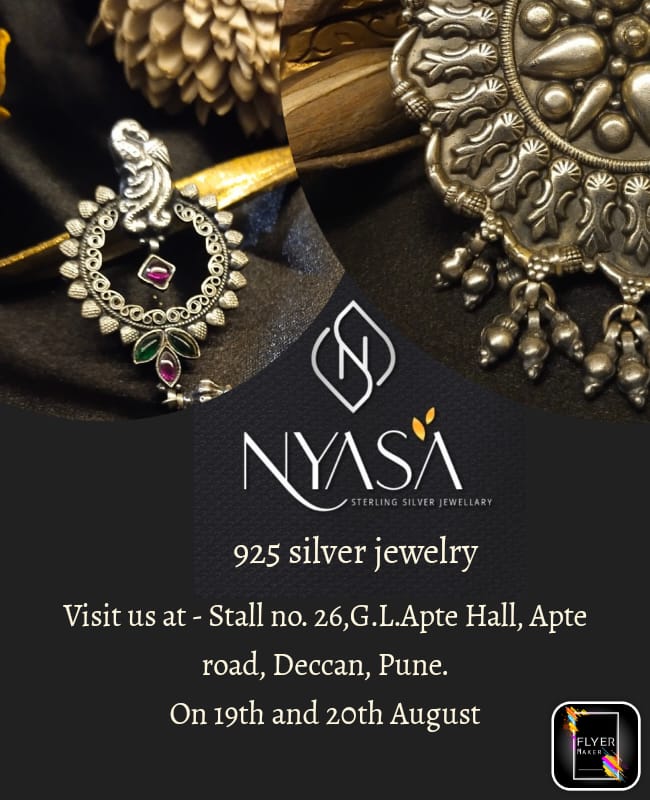 NYASA
STERLING SILVER JEWELLARY
925 silver jewelry
Visit us at - Stall no. 26,G.L.Apte Hall, Apte
road, Deccan, Pune.
On 19th and 20th August
FLYER
MAKER